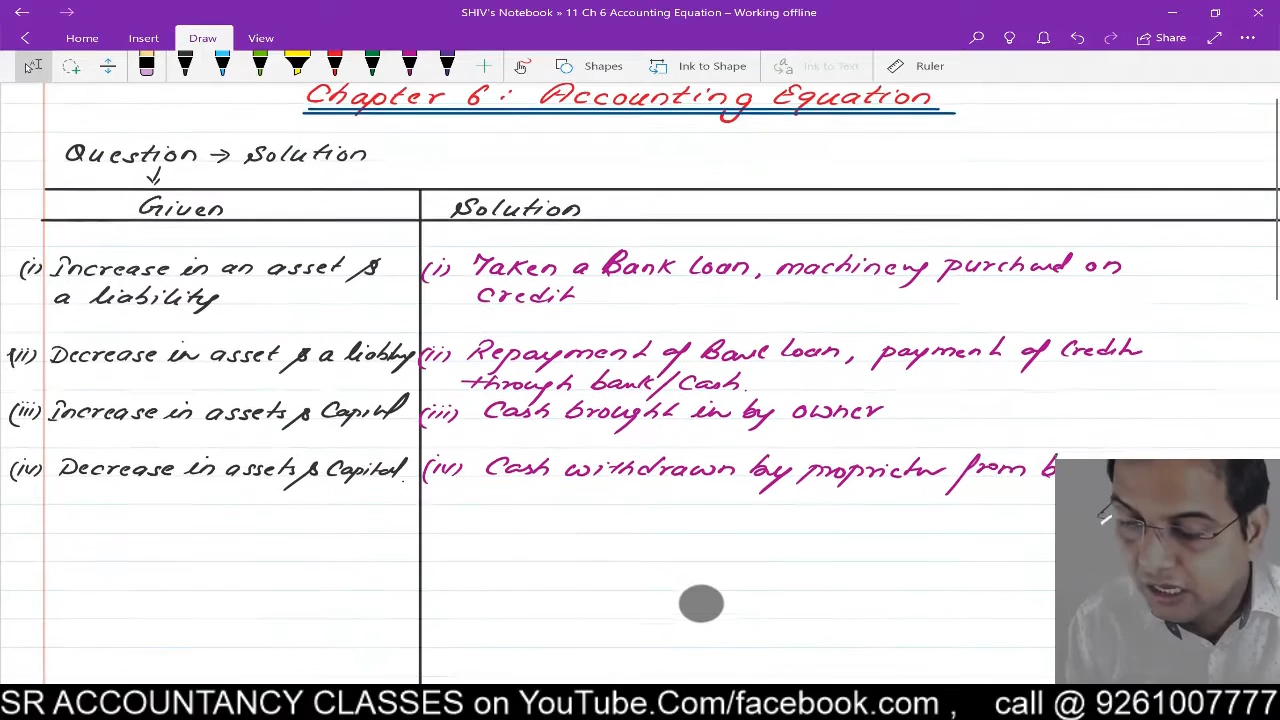 SHIV's Notebook » 11 Ch 6 Accounting Equation – Working offline
Home Insert Draw View Share
Shapes Ink to Shape Ink to Text Ruler
Chapter 6 : Accounting Equation
Question → Solution
Given Solution
(i) Increase in an asset & a liability
(i) Taken a Bank loan, machinery purchased on Credit
(ii) Decrease in asset & a liability
(ii) Repayment of Bank loan, payment of Credit through bank/Cash.
(iii) Increase in assets & Capital
(iii) Cash brought in by owner
(iv) Decrease in assets & Capital.
(iv) Cash withdrawn by proprietor from
SR ACCOUNTANCY CLASSES on YouTube.Com/facebook.com , call @ 9261007777